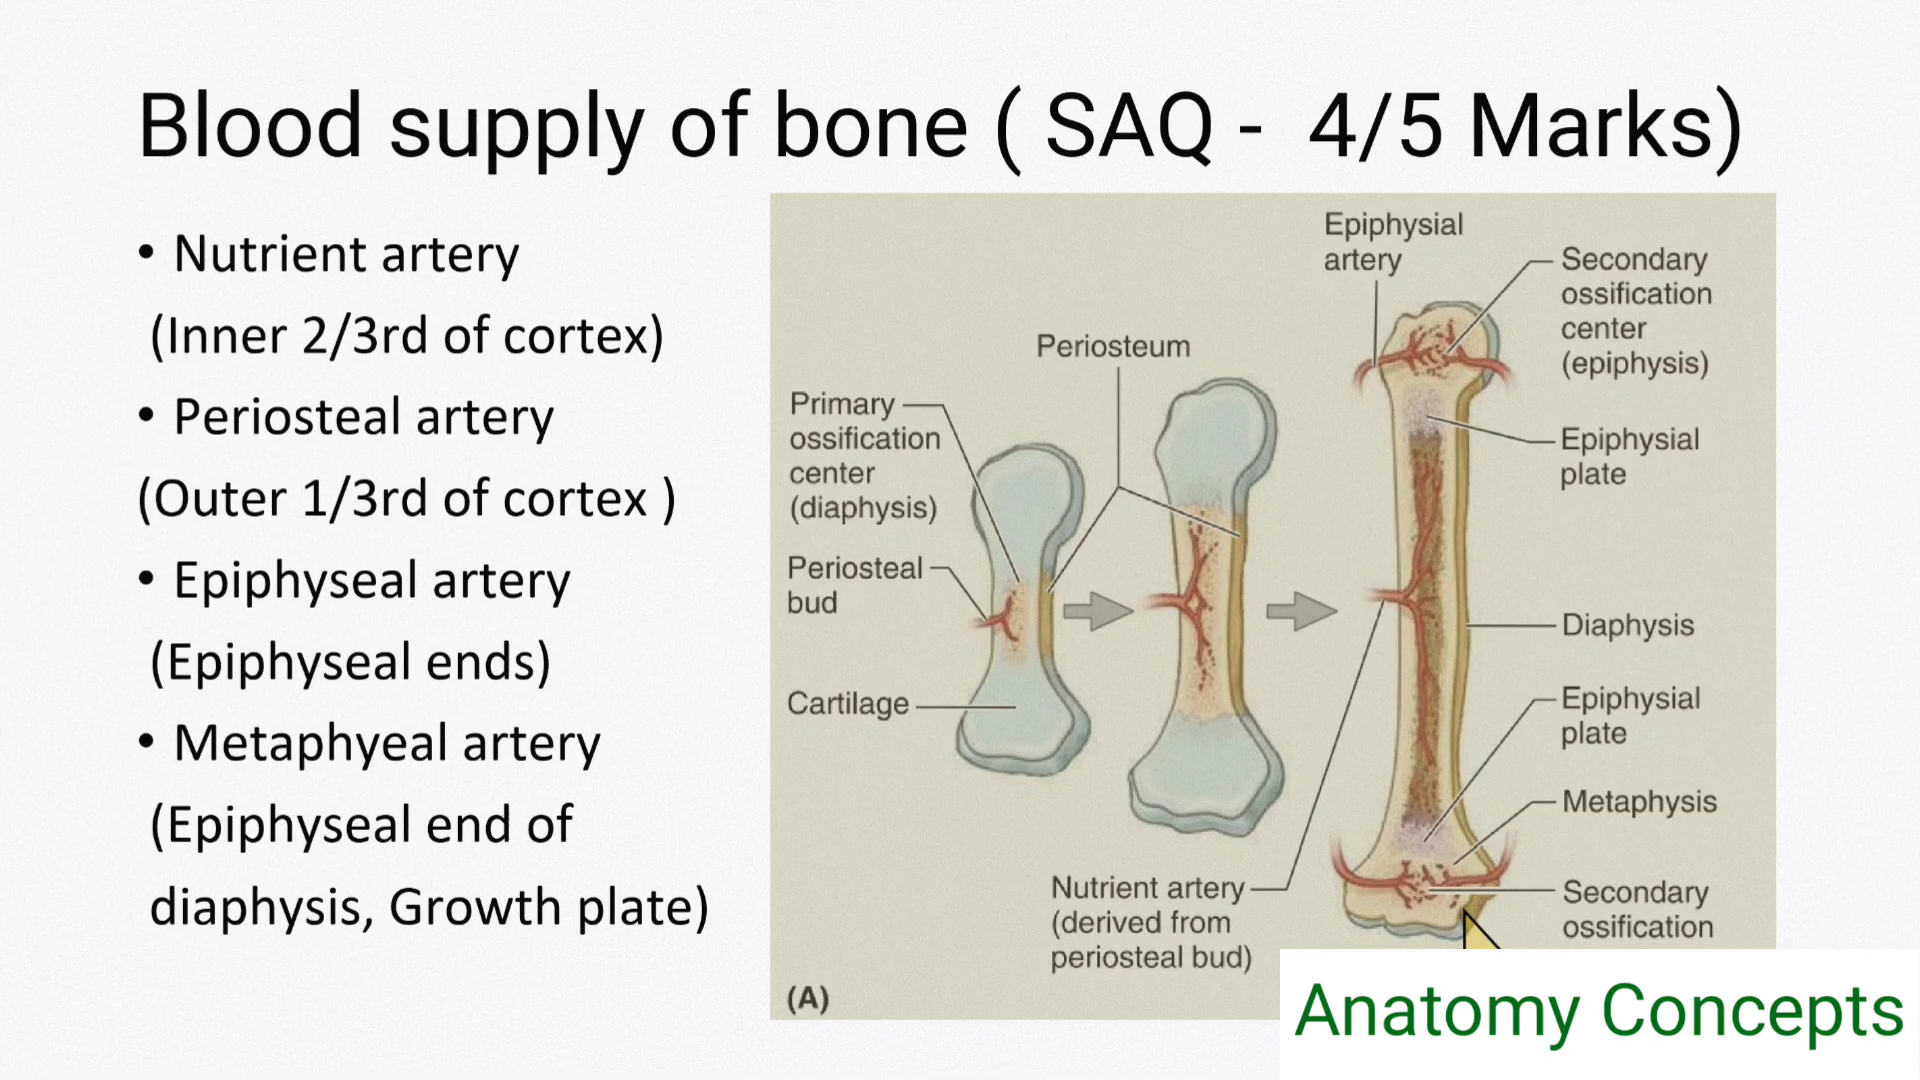 Blood supply of bone ( SAQ - 4/5 Marks)
• Nutrient artery
(Inner 2/3rd of cortex)
• Periosteal artery
(Outer 1/3rd of cortex )
• Epiphyseal artery
(Epiphyseal ends)
• Metaphyeal artery
(Epiphyseal end of
diaphysis, Growth plate)
Primary
ossification
center
(diaphysis)
Periosteal
bud
Cartilage
Periosteum
Epiphysial
artery
Secondary
ossification
center
(epiphysis)
Epiphysial
plate
Diaphysis
Epiphysial
plate
Metaphysis
Secondary
ossification
Nutrient artery
(derived from
periosteal bud)
(A)
Anatomy Concepts